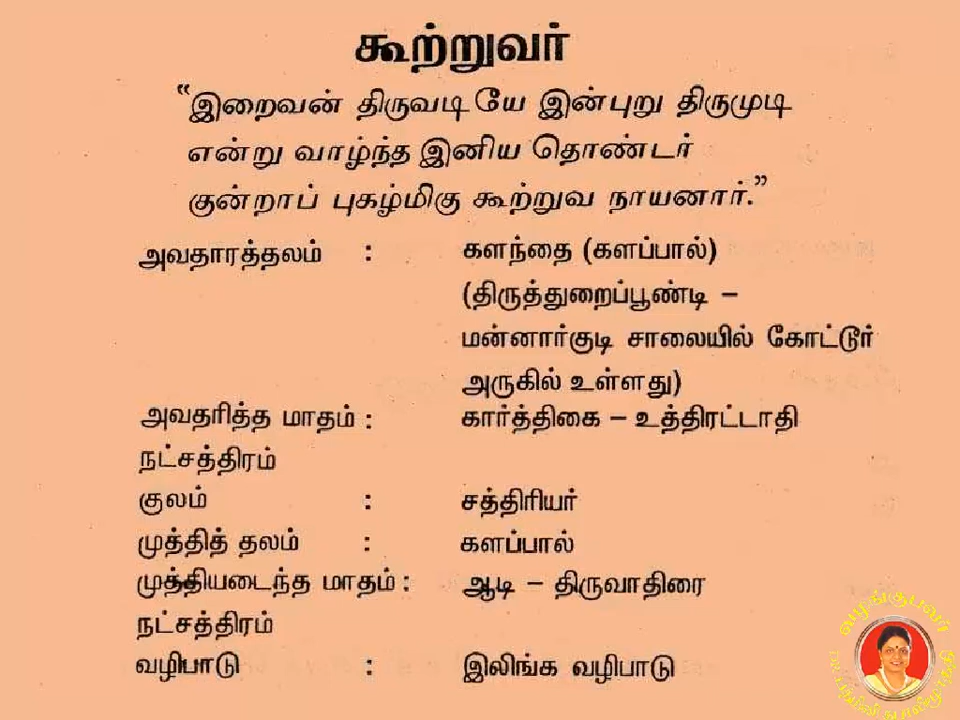 கூற்றுவர்
“இறைவன் திருவடியே இன்புறு திருமுடி
என்று வாழ்ந்த இனிய தொண்டர்
குன்றாப் புகழ்மிகு கூற்றுவ நாயனார்.”
அவதாரத்தலம் : களந்தை (களப்பால்)
(திருத்துறைப்பூண்டி –
மன்னார்குடி சாலையில் கோட்டூர்
அருகில் உள்ளது)
அவதரித்த மாதம் : கார்த்திகை – உத்திரட்டாதி
நட்சத்திரம்
குலம் : சத்திரியர்
முத்தித் தலம் : களப்பால்
முத்தியடைந்த மாதம் : ஆடி – திருவாதிரை
நட்சத்திரம்
வழிபாடு : இலிங்க வழிபாடு
வழங்குபவர்